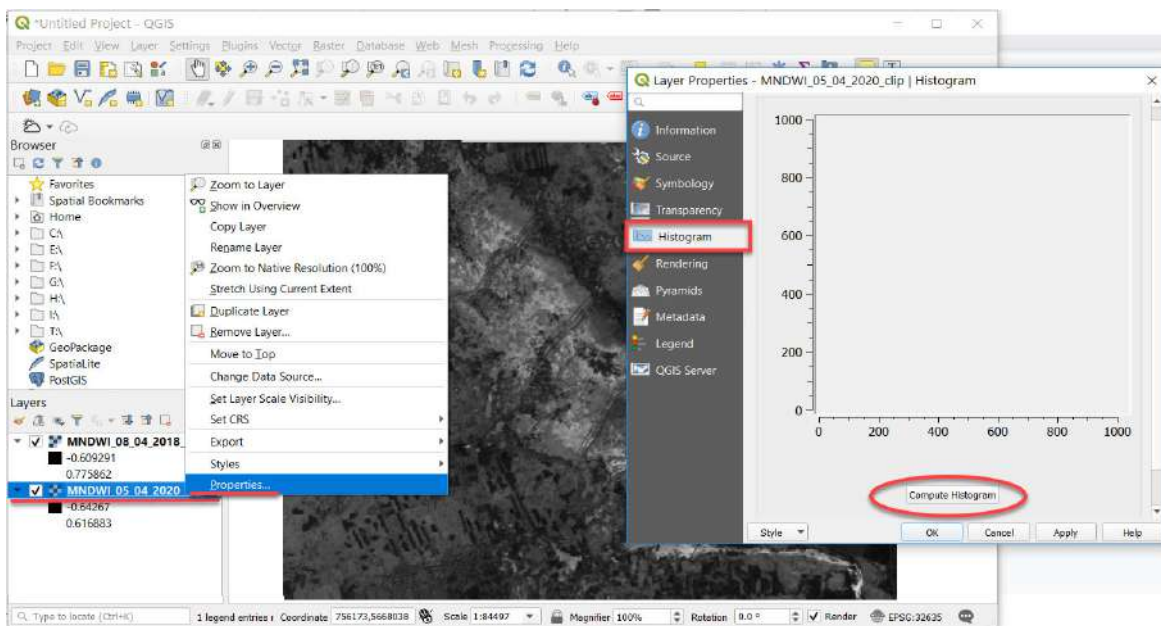 *Untitled Project - QGIS
Project Edit View Layer Settings Plugins Vector Raster Database Web Mesh Processing Help
Browser
Favorites
Spatial Bookmarks
Home
C:\
E:\
F:\
G:\
H:\
I:\
T:\
GeoPackage
SpatiaLite
PostGIS
Layers
MNDWI_08_04_2018_
-0.609291
0.775862
MNDWI_05_04_2020
-0.64267
0.616883
Zoom to Layer
Show in Overview
Copy Layer
Rename Layer
Zoom to Native Resolution (100%)
Stretch Using Current Extent
Duplicate Layer
Remove Layer...
Move to Top
Change Data Source...
Set Layer Scale Visibility...
Set CRS
Export
Styles
Properties...
Layer Properties - MNDWI_05_04_2020_clip | Histogram
Information
Source
Symbology
Transparency
Histogram
Rendering
Pyramids
Metadata
Legend
QGIS Server
1000
800
600
400
200
0
0 200 400 600 800 1000
Compute Histogram
Style OK Cancel Apply Help
Type to locate (Ctrl+K) 1 legend entries r Coordinate 756173,5668038 Scale 1:84497 Magnifier 100% Rotation 0.0 ° Render EPSG:32635